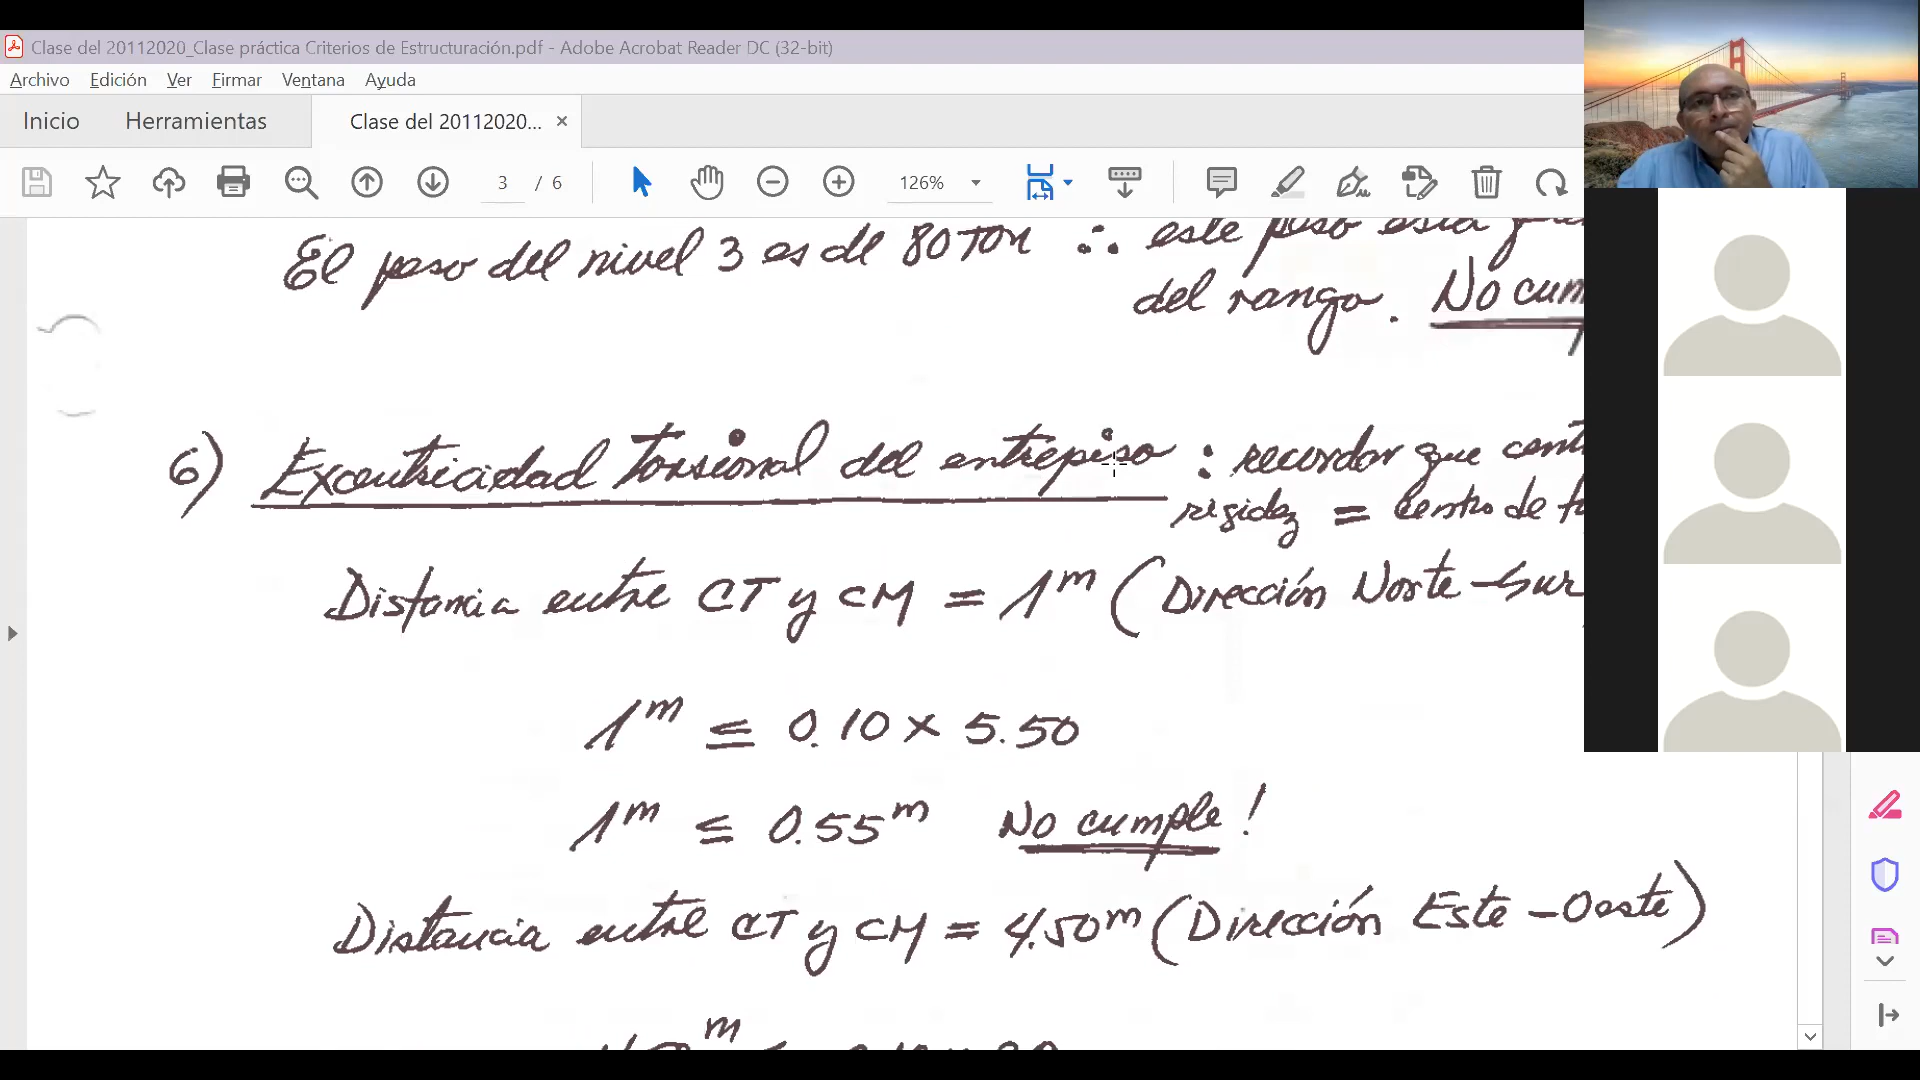 Clase del 20112020_Clase práctica Criterios de Estructuración.pdf - Adobe Acrobat Reader DC (32-bit)
Archivo Edición Ver Firmar Ventana Ayuda
Inicio Herramientas Clase del 20112020... ×
3 / 6 126%
El peso del nivel 3 es de 80 Ton ∴ este peso está
del rango. No cum
6) Excentricidad Torsional del entrepiso : recordar que cent
rigidez = centro de
Distancia entre CT y CM = 1m (Dirección Norte-Sur
1m ≤ 0.10 × 5.50
1m ≤ 0.55m No cumple!
Distancia entre CT y CM = 4.50m (Dirección Este-Oeste)